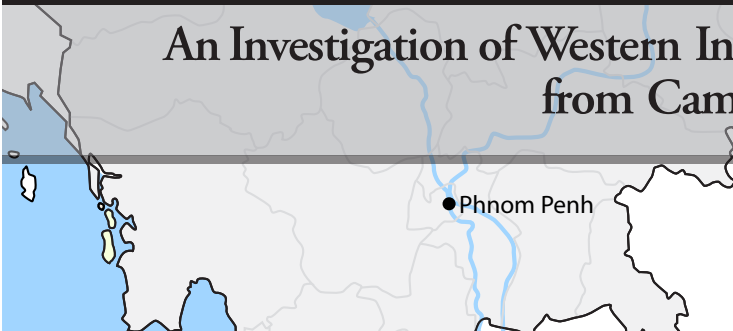 An Investigation of Western In
from Cam
Phnom Penh